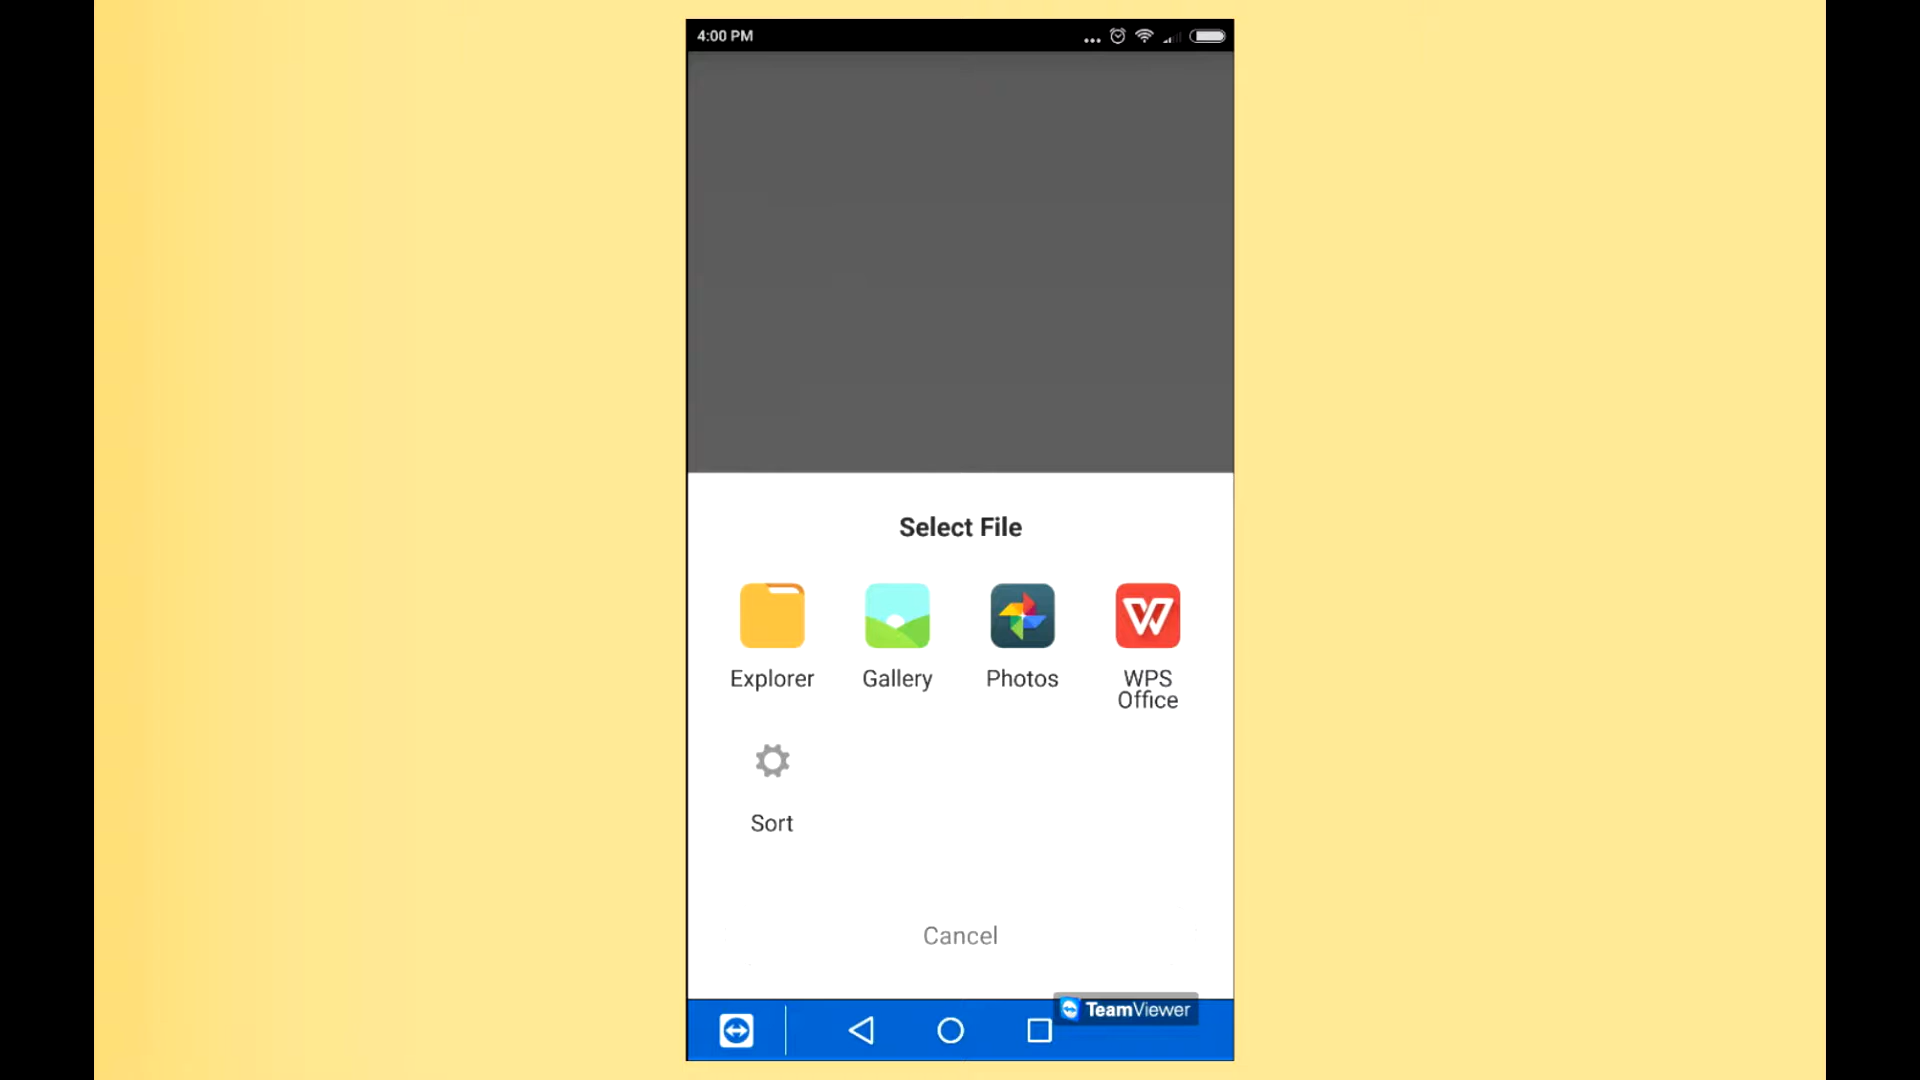 4:00 PM
Select File
Explorer
Gallery
Photos
WPS
Office
Sort
Cancel
TeamViewer